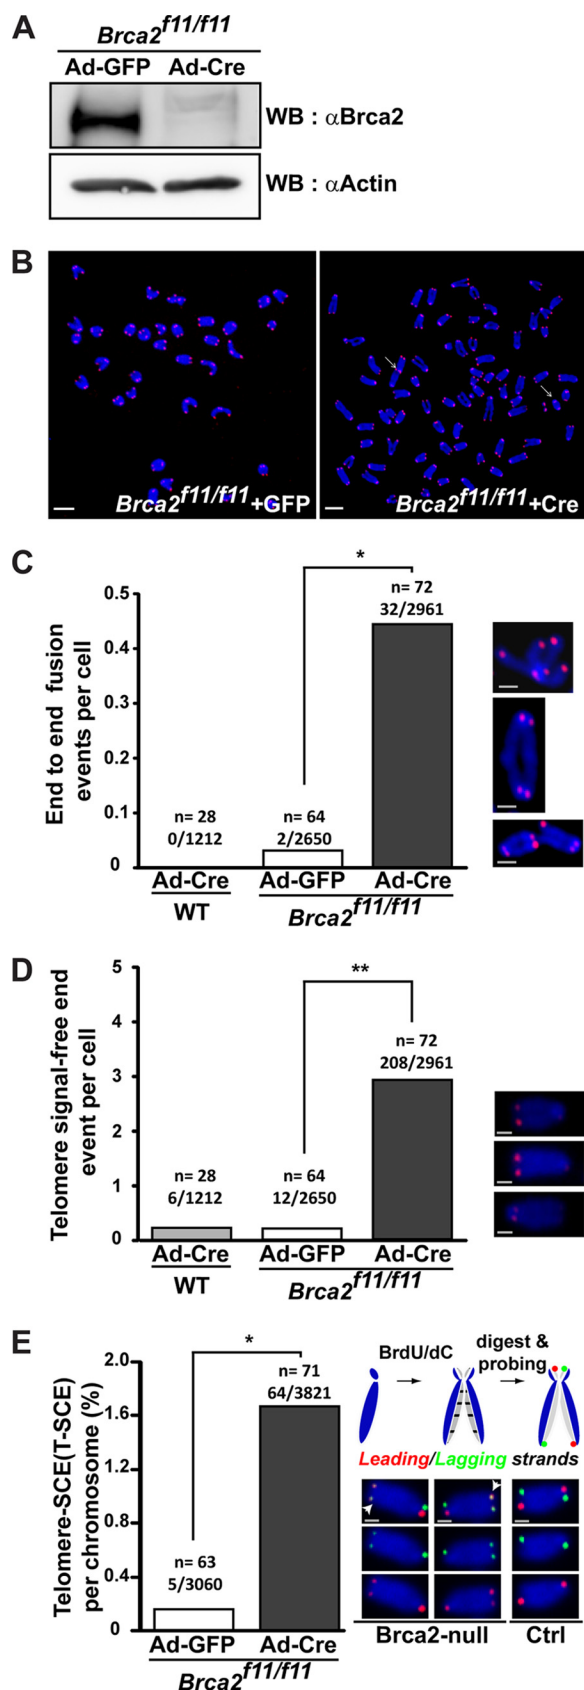 A
Brca2f11/f11
Ad-GFP Ad-Cre
WB : αBrca2
WB : αActin
B
Brca2f11/f11+GFP
Brca2f11/f11+Cre
C
End to end fusion
events per cell
0.5
0.4
0.3
0.2
0.1
0
*
n= 28
0/1212
n= 64
2/2650
n= 72
32/2961
Ad-Cre Ad-GFP Ad-Cre
WT Brca2f11/f11
D
Telomere signal-free end
event per cell
5
4
3
2
1
0
**
n= 28
6/1212
n= 64
12/2650
n= 72
208/2961
Ad-Cre Ad-GFP Ad-Cre
WT Brca2f11/f11
E
Telomere-SCE(T-SCE)
per chromosome (%)
2.0
1.6
1.2
0.8
0.4
0
*
n= 63
5/3060
n= 71
64/3821
Ad-GFP Ad-Cre
Brca2f11/f11
BrdU/dC
digest &
probing
Leading/Lagging strands
Brca2-null Ctrl